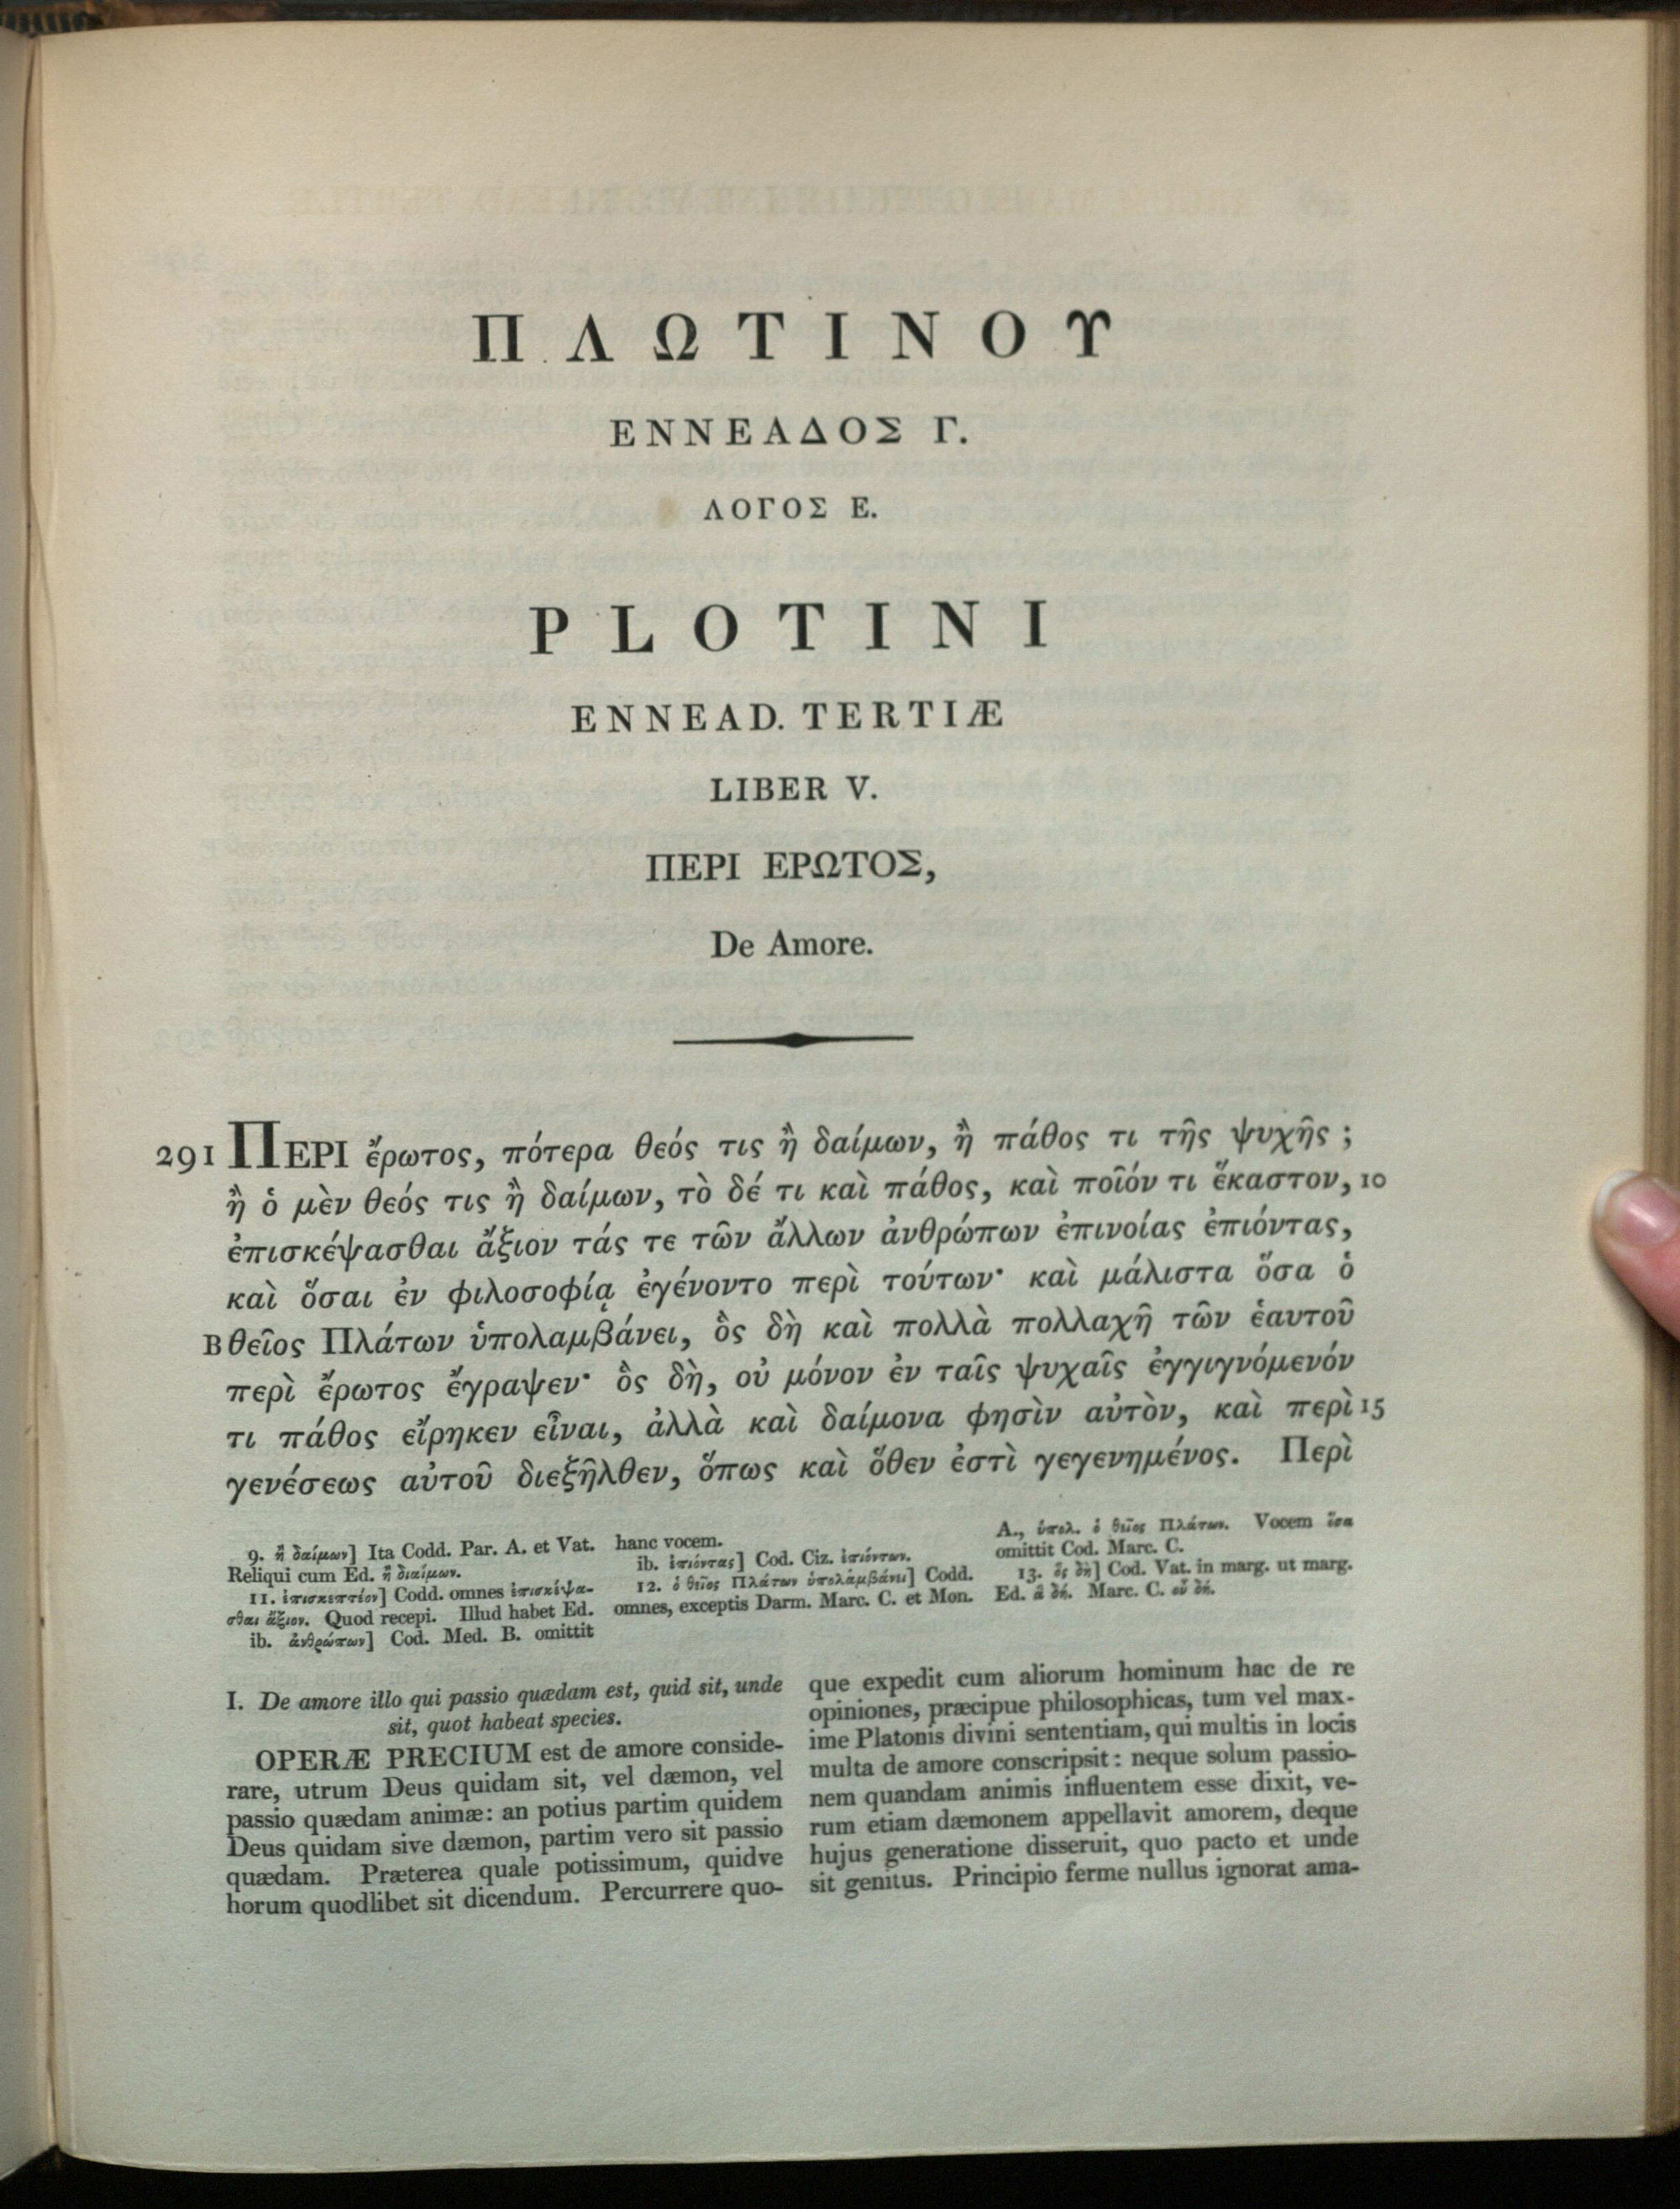 ΠΛΩΤΙΝΟΥ
ΕΝΝΕΑΔΟΣ Γ.
ΛΟΓΟΣ Ε.
PLOTINI
ENNEAD. TERTIÆ
LIBER V.
ΠΕΡΙ ΕΡΩΤΟΣ,
De Amore.
291 ΠΕΡΙ ἔρωτος, πότερα θεός τις ἢ δαίμων, ἢ πάθος τι τῆς ψυχῆς ;
ἢ ὁ μὲν θεός τις ἢ δαίμων, τὸ δέ τι καὶ πάθος, καὶ ποῖόν τι ἕκαστον, 10
ἐπισκέψασθαι ἄξιον τάς τε τῶν ἄλλων ἀνθρώπων ἐπινοίας ἐπιόντας,
καὶ ὅσαι ἐν φιλοσοφίᾳ ἐγένοντο περὶ τούτων· καὶ μάλιστα ὅσα ὁ
B θεῖος Πλάτων ὑπολαμβάνει, ὃς δὴ καὶ πολλὰ πολλαχῆ τῶν ἑαυτοῦ
περὶ ἔρωτος ἔγραψεν· ὃς δὴ, οὐ μόνον ἐν ταῖς ψυχαῖς ἐγγιγνόμενόν
τι πάθος εἴρηκεν εἶναι, ἀλλὰ καὶ δαίμονα φησὶν αὐτὸν, καὶ περὶ 15
γενέσεως αὐτοῦ διεξῆλθεν, ὅπως καὶ ὅθεν ἐστὶ γεγενημένος. Περὶ
9. ἢ δαίμων] Ita Codd. Par. A. et Vat.
Reliqui cum Ed. ἢ διαίμων.
11. ἐπισκεπτέον] Codd. omnes ἐπισκέψα-
σθαι ἄξιον. Quod recepi. Illud habet Ed.
ib. ἀνθρώπων] Cod. Med. B. omittit
hanc vocem.
ib. ἐπιόντας] Cod. Ciz. ἐπιόντων.
12. ὁ θεῖος Πλάτων ὑπολαμβάνει] Codd.
omnes, exceptis Darm. Marc. C. et Mon.
A., ὑπολ. ὁ θεῖος Πλάτων. Vocem ὅσα
omittit Cod. Marc. C.
13. ὃς δὴ] Cod. Vat. in marg. ut marg.
Ed. ἃ δή. Marc. C. οὗ δή.
I. De amore illo qui passio quædam est, quid sit, unde
sit, quot habeat species.
OPERÆ PRECIUM est de amore conside-
rare, utrum Deus quidam sit, vel dæmon, vel
passio quædam animæ: an potius partim quidem
Deus quidam sive dæmon, partim vero sit passio
quædam. Præterea quale potissimum, quidve
horum quodlibet sit dicendum. Percurrere quo-
que expedit cum aliorum hominum hac de re
opiniones, præcipue philosophicas, tum vel max-
ime Platonis divini sententiam, qui multis in locis
multa de amore conscripsit : neque solum passio-
nem quandam animis influentem esse dixit, ve-
rum etiam dæmonem appellavit amorem, deque
hujus generatione disseruit, quo pacto et unde
sit genitus. Principio ferme nullus ignorat ama-